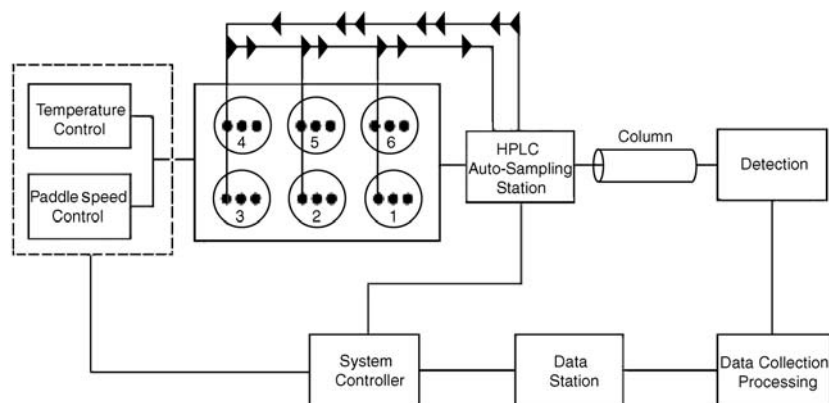 Temperature
Control
Paddle Speed
Control
4
5
6
3
2
1
HPLC
Auto-Sampling
Station
Column
Detection
System
Controller
Data
Station
Data Collection
Processing